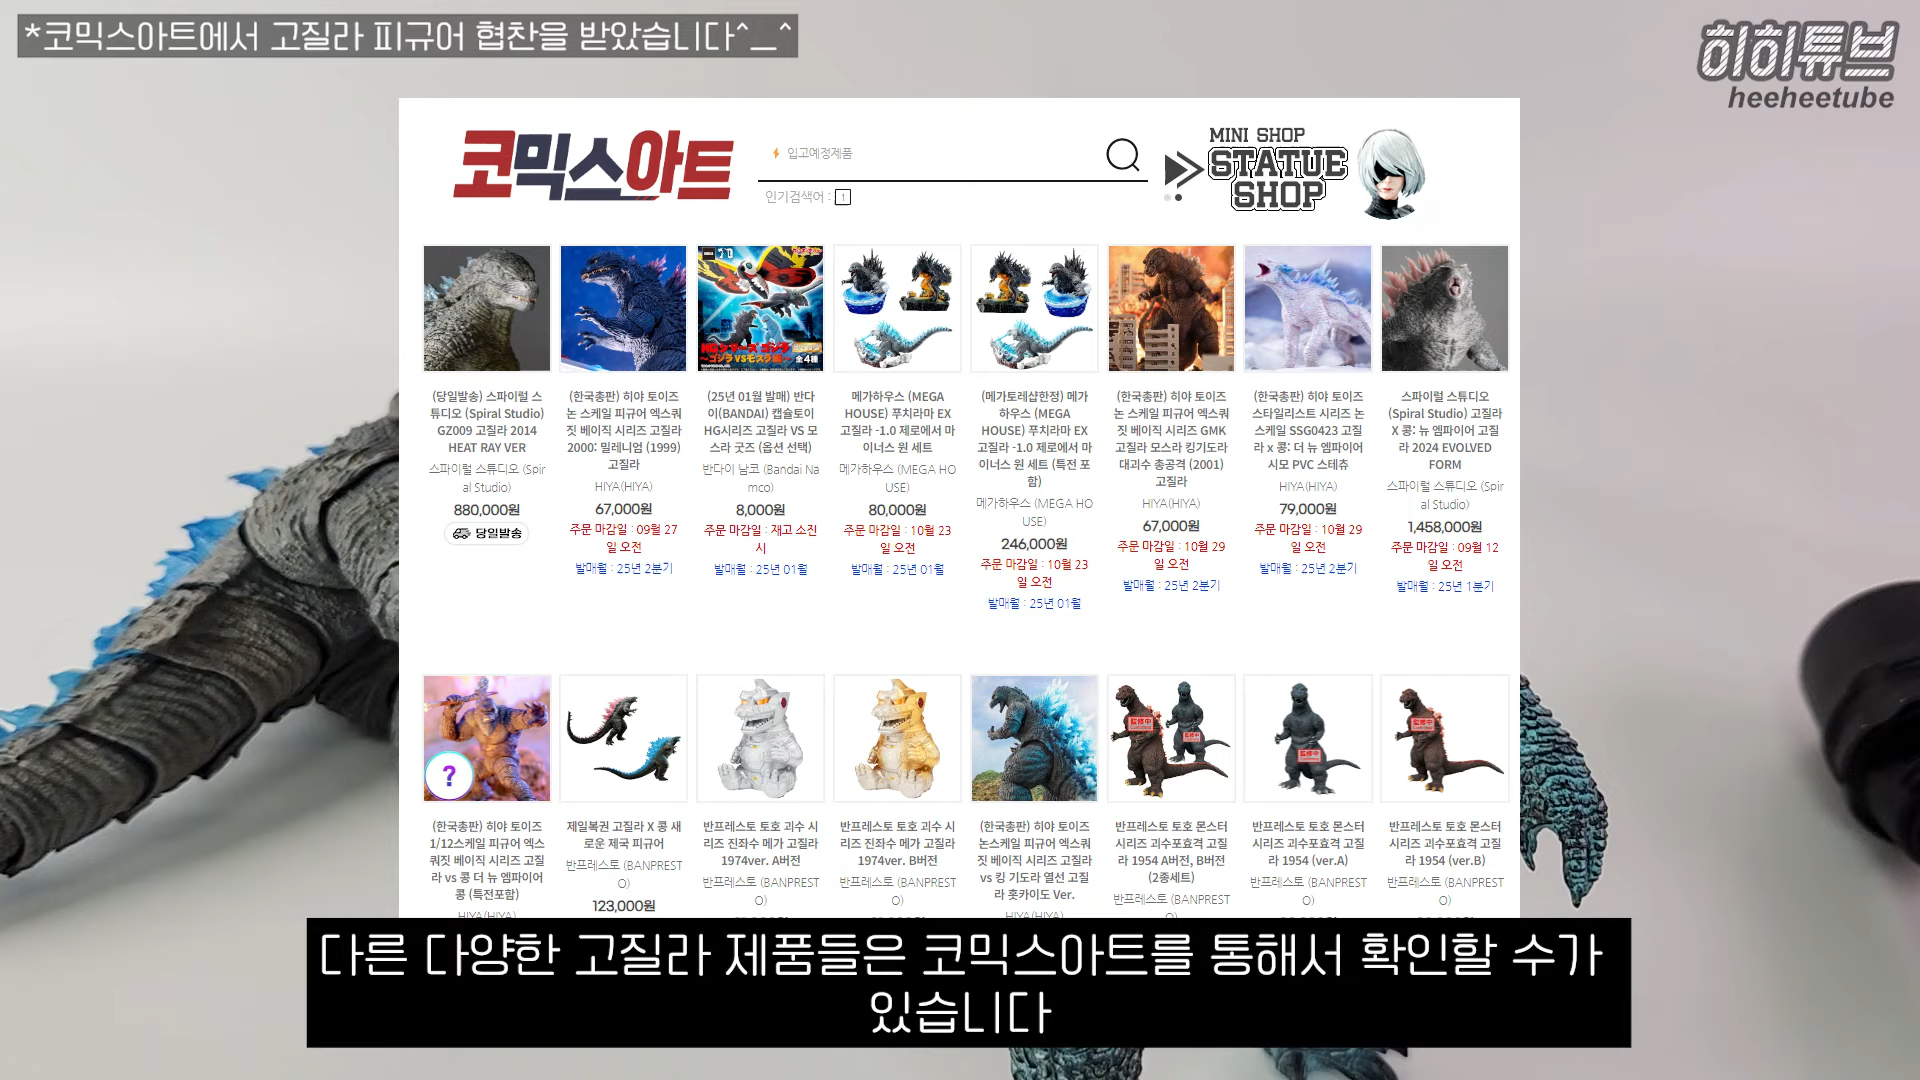 *코믹스아트에서 고질라 피규어 협찬을 받았습니다^_^
히히튜브
heeheetube
코믹스아트
입고예정제품
인기검색어 : 1
MINI SHOP
STATUE
SHOP
(당일발송) 스파이럴 스
튜디오 (Spiral Studio)
GZ009 고질라 2014
HEAT RAY VER
스파이럴 스튜디오 (Spir
al Studio)
880,000원
당일발송
(한국총판) 히야 토이즈
논 스케일 피규어 엑스쿼
짓 베이직 시리즈 고질라
2000: 밀레니엄 (1999)
고질라
HIYA(HIYA)
67,000원
주문 마감일 : 09월 27
일 오전
발매월 : 25년 2분기
ゴジラVSモスラ編
全4種
(25년 01월 발매) 반다
이(BANDAI) 캡슐토이
HG시리즈 고질라 VS 모
스라 굿즈 (옵션 선택)
반다이 남코 (Bandai Na
mco)
8,000원
주문 마감일 : 재고 소진
시
발매월 : 25년 01월
메가하우스 (MEGA
HOUSE) 푸치라마 EX
고질라 -1.0 제로에서 마
이너스 원 세트
메가하우스 (MEGA HO
USE)
80,000원
주문 마감일 : 10월 23
일 오전
발매월 : 25년 01월
(메가토레샵한정) 메가
하우스 (MEGA
HOUSE) 푸치라마 EX
고질라 -1.0 제로에서 마
이너스 원 세트 (특전 포
함)
메가하우스 (MEGA HO
USE)
246,000원
주문 마감일 : 10월 23
일 오전
발매월 : 25년 01월
(한국총판) 히야 토이즈
논 스케일 피규어 엑스쿼
짓 베이직 시리즈 GMK
고질라 모스라 킹기도라
대괴수 총공격 (2001)
고질라
HIYA(HIYA)
67,000원
주문 마감일 : 10월 29
일 오전
발매월 : 25년 2분기
(한국총판) 히야 토이즈
스타일리스트 시리즈 논
스케일 SSG0423 고질
라 x 콩: 더 뉴 엠파이어
시모 PVC 스테츄
HIYA(HIYA)
79,000원
주문 마감일 : 10월 29
일 오전
발매월 : 25년 2분기
스파이럴 스튜디오
(Spiral Studio) 고질라
X 콩: 뉴 엠파이어 고질
라 2024 EVOLVED
FORM
스파이럴 스튜디오 (Spir
al Studio)
1,458,000원
주문 마감일 : 09월 12
일 오전
발매월 : 25년 1분기
?
(한국총판) 히야 토이즈
1/12스케일 피규어 엑스
쿼짓 베이직 시리즈 고질
라 vs 콩 더 뉴 엠파이어
콩 (특전포함)
HIYA(HIYA)
제일복권 고질라 X 콩 새
로운 제국 피규어
반프레스토 (BANPREST
O)
123,000원
반프레스토 토호 괴수 시
리즈 진좌수 메가 고질라
1974ver. A버전
반프레스토 (BANPREST
O)
반프레스토 토호 괴수 시
리즈 진좌수 메가 고질라
1974ver. B버전
반프레스토 (BANPREST
O)
(한국총판) 히야 토이즈
논스케일 피규어 엑스쿼
짓 베이직 시리즈 고질라
vs 킹 기도라 열선 고질
라 홋카이도 Ver.
HIYA(HIYA)
監修中
監修中
반프레스토 토호 몬스터
시리즈 괴수포효격 고질
라 1954 A버전, B버전
(2종세트)
반프레스토 (BANPREST
O)
監修中
반프레스토 토호 몬스터
시리즈 괴수포효격 고질
라 1954 (ver.A)
반프레스토 (BANPREST
O)
監修中
반프레스토 토호 몬스터
시리즈 괴수포효격 고질
라 1954 (ver.B)
반프레스토 (BANPREST
O)
다른 다양한 고질라 제품들은 코믹스아트를 통해서 확인할 수가
있습니다